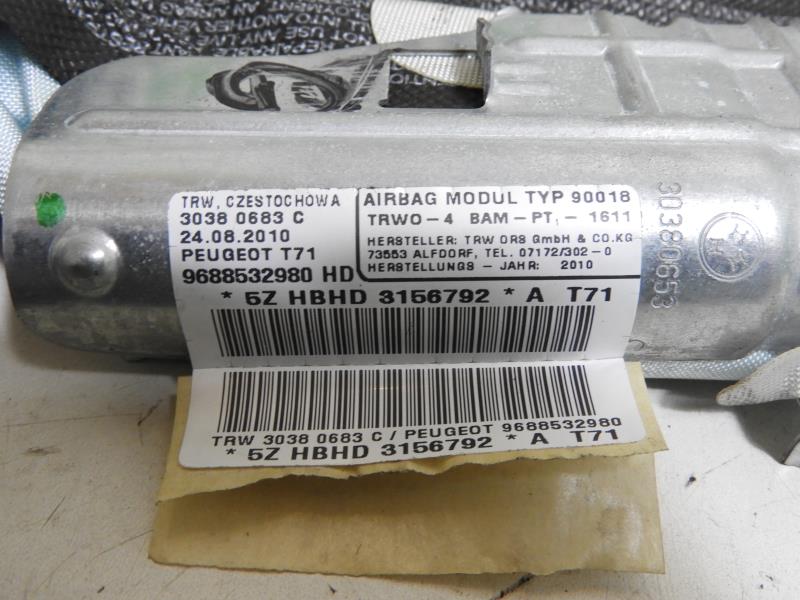 TRW, CZESTOCHOWA
3038 0683 C
24.08.2010
PEUGEOT T71
9688532980 HD
AIRBAG MODUL TYP 90018
TRWO-4 BAM-PT, - 1611
HERSTELLER: TRW ORS GmbH & CO.KG
73553 ALFDORF, TEL. 07172/302-0
HERSTELLUNGS - JAHR: 2010
* 5Z HBHD 3156792 * A T71
TRW 3038 0683 C / PEUGEOT 9688532980
* 5Z HBHD 3156792 * A T71
30380653